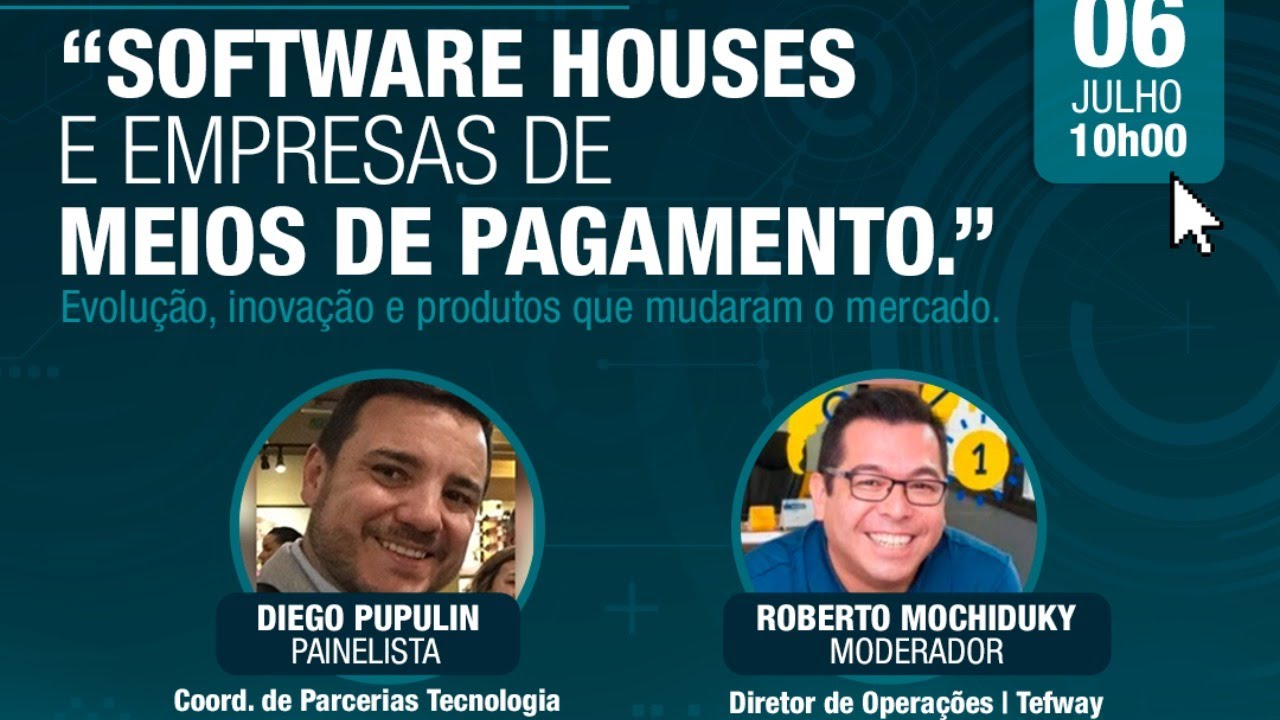 “SOFTWARE HOUSES
E EMPRESAS DE
MEIOS DE PAGAMENTO.”
Evolução, inovação e produtos que mudaram o mercado.
06
JULHO
10h00
1
DIEGO PUPULIN
PAINELISTA
Coord. de Parcerias Tecnologia
ROBERTO MOCHIDUKY
MODERADOR
Diretor de Operações | Tefway